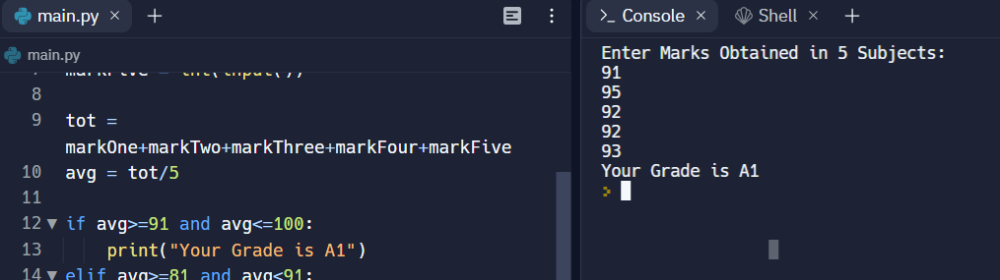 main.py
main.py
markFive = int(input())
8
9 tot =
markOne+markTwo+markThree+markFour+markFive
10 avg = tot/5
11
12 if avg>=91 and avg<=100:
13 print("Your Grade is A1")
14 elif avg>=81 and avg<91:
>_ Console
Shell
Enter Marks Obtained in 5 Subjects:
91
95
92
92
93
Your Grade is A1
>